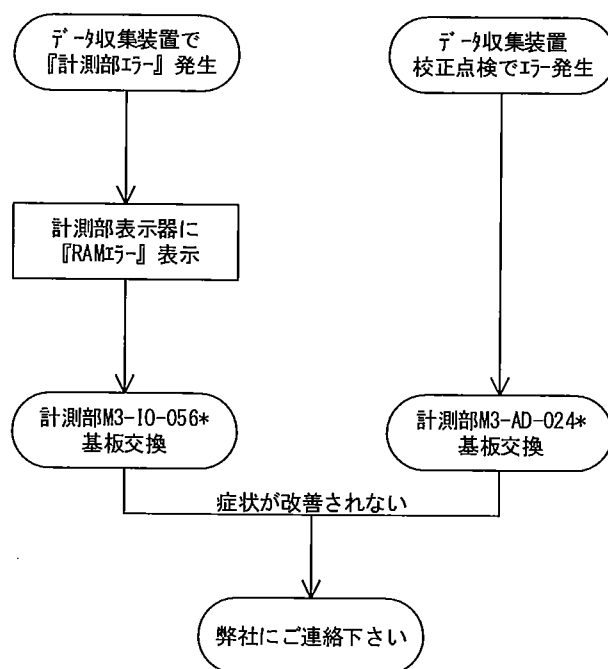 データ収集装置で
『計測部エラー』発生
データ収集装置
校正点検でエラー発生
計測部表示器に
『RAMエラー』表示
計測部M3-IO-056*
基板交換
計測部M3-AD-024*
基板交換
症状が改善されない
弊社にご連絡下さい